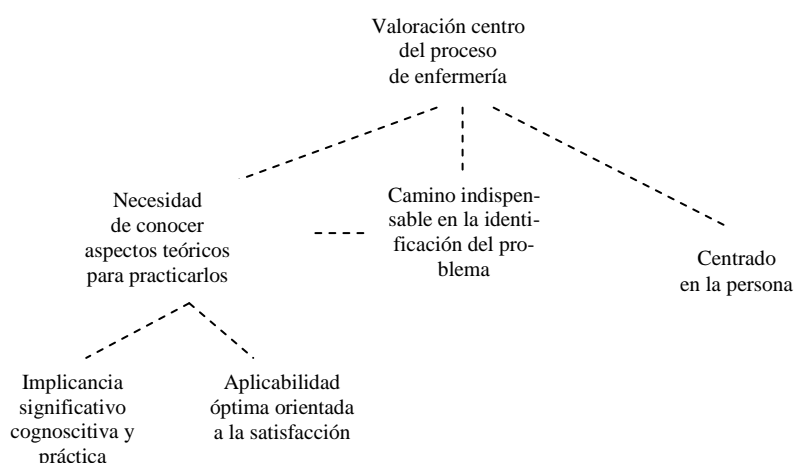 Valoración centro
del proceso
de enfermería
Necesidad
de conocer
aspectos teóricos
para practicarlos
Camino indispen-
sable en la identi-
ficación del pro-
blema
Centrado
en la persona
Implicancia
significativo
cognoscitiva y
práctica
Aplicabilidad
óptima orientada
a la satisfacción